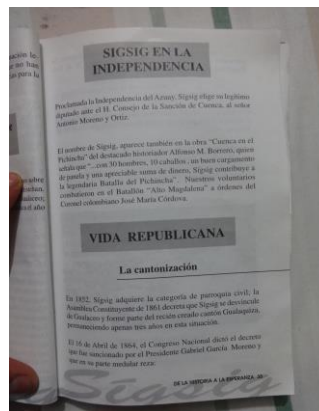 SIGSIG EN LA
INDEPENDENCIA
Proclamada la Independencia del Azuay, Sígsig elige su legítimo
diputado ante el H. Consejo de la Sanción de Cuenca, al señor
Antonio Moreno y Ortiz.
El nombre de Sígsig, aparece también en la obra "Cuenca en el
Pichincha" del destacado historiador Alfonso M. Borrero, quien
señala que "...con 30 hombres, 10 caballos, un buen cargamento
de panela y una apreciable suma de dinero, Sígsig contribuye a
la legendaria Batalla del Pichincha". Nuestros voluntarios
combatieron en el Batallón "Alto Magdalena" a órdenes del
Coronel colombiano José María Córdova.
VIDA REPUBLICANA
La cantonización
En 1852, Sígsig adquiere la categoría de parroquia civil; la
Asamblea Constituyente de 1861 decreta que Sígsig se desvincule
de Gualaceo y forme parte del recién creado cantón Gualaquiza,
permaneciendo apenas tres años en esta situación.
El 16 de Abril de 1864, el Congreso Nacional dictó el decreto
que fue sancionado por el Presidente Gabriel García Moreno y
que en su parte medular reza:
Sígsig
DE LA HISTORIA A LA ESPERANZA